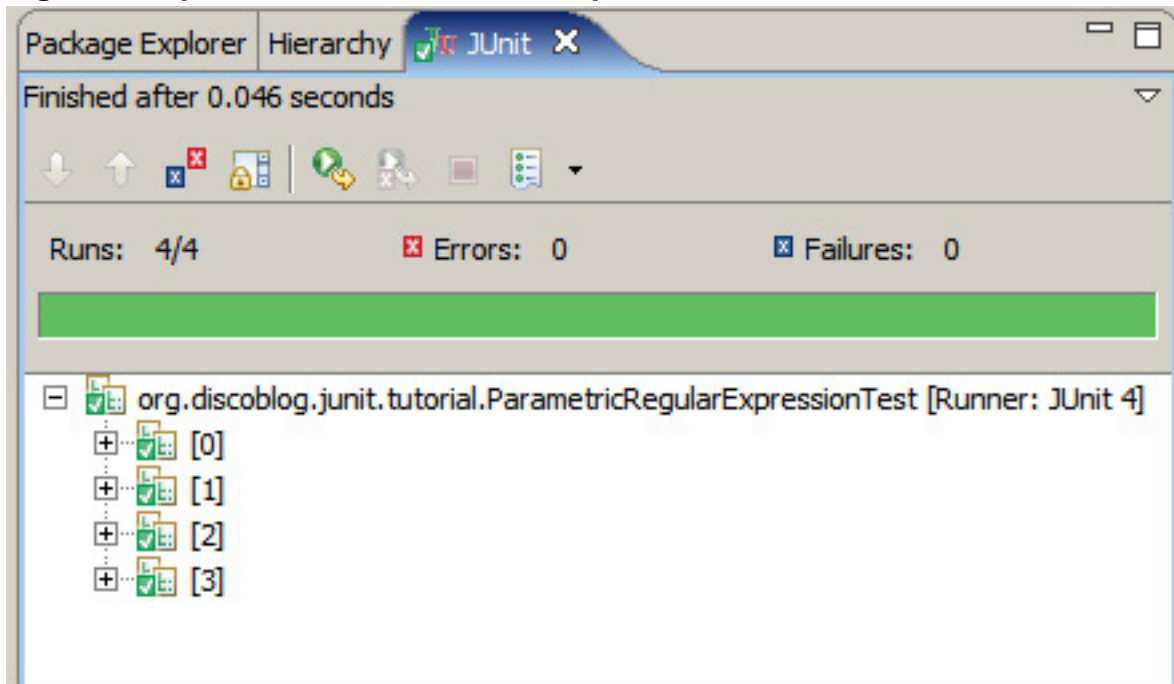 Package Explorer Hierarchy JUnit
Finished after 0.046 seconds
Runs: 4/4 Errors: 0 Failures: 0
org.discoblog.junit.tutorial.ParametricRegularExpressionTest [Runner: JUnit 4]
[0]
[1]
[2]
[3]